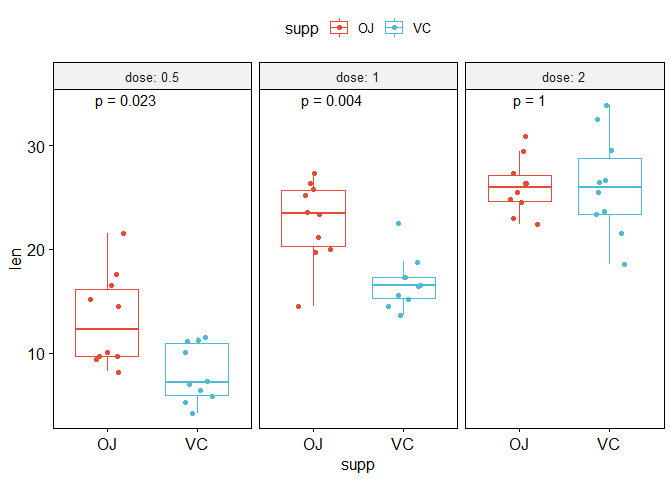 supp OJ VC
dose: 0.5 dose: 1 dose: 2
p = 0.023 p = 0.004 p = 1
30
20
10
len
OJ VC OJ VC OJ VC
supp